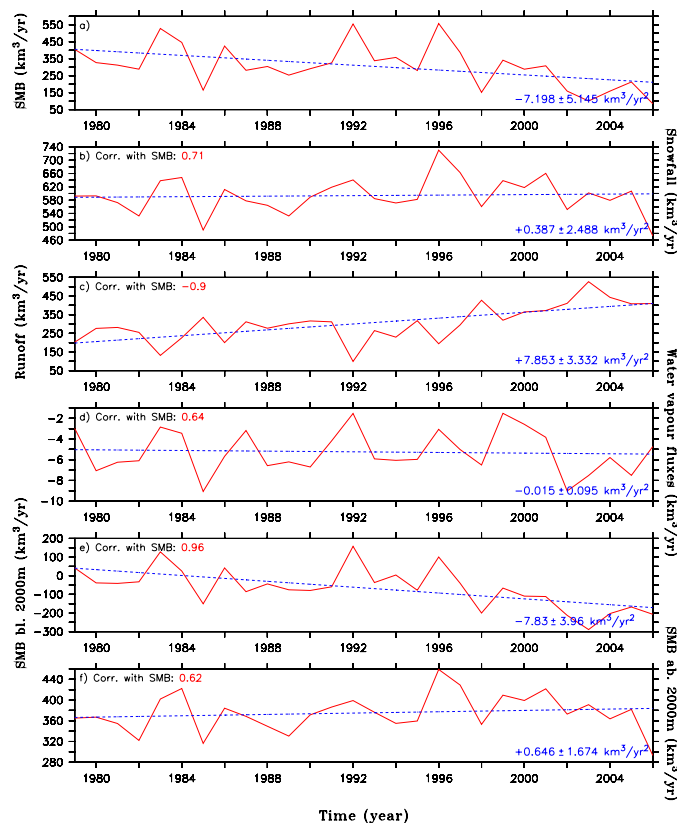 a)
SMB (km³/yr)
550
450
350
250
150
50
−7.198±5.145 km³/yr²
1980 1984 1988 1992 1996 2000 2004
b) Corr. with SMB: 0.71
Snowfall (km³/yr)
740
700
660
620
580
540
500
460
+0.387±2.488 km³/yr²
1980 1984 1988 1992 1996 2000 2004
c) Corr. with SMB: −0.9
Runoff (km³/yr)
550
450
350
250
150
50
+7.853±3.332 km³/yr²
1980 1984 1988 1992 1996 2000 2004
d) Corr. with SMB: 0.64
Water vapour
fluxes (km³/yr)
−2
−4
−6
−8
−10
−0.015±0.095 km³/yr²
1980 1984 1988 1992 1996 2000 2004
e) Corr. with SMB: 0.96
SMB bl. 2000m (km³/yr)
200
100
0
−100
−200
−300
−7.83±3.96 km³/yr²
1980 1984 1988 1992 1996 2000 2004
f) Corr. with SMB: 0.62
SMB ab. 2000m (km³/yr)
440
400
360
320
280
+0.646±1.674 km³/yr²
1980 1984 1988 1992 1996 2000 2004
Time (year)